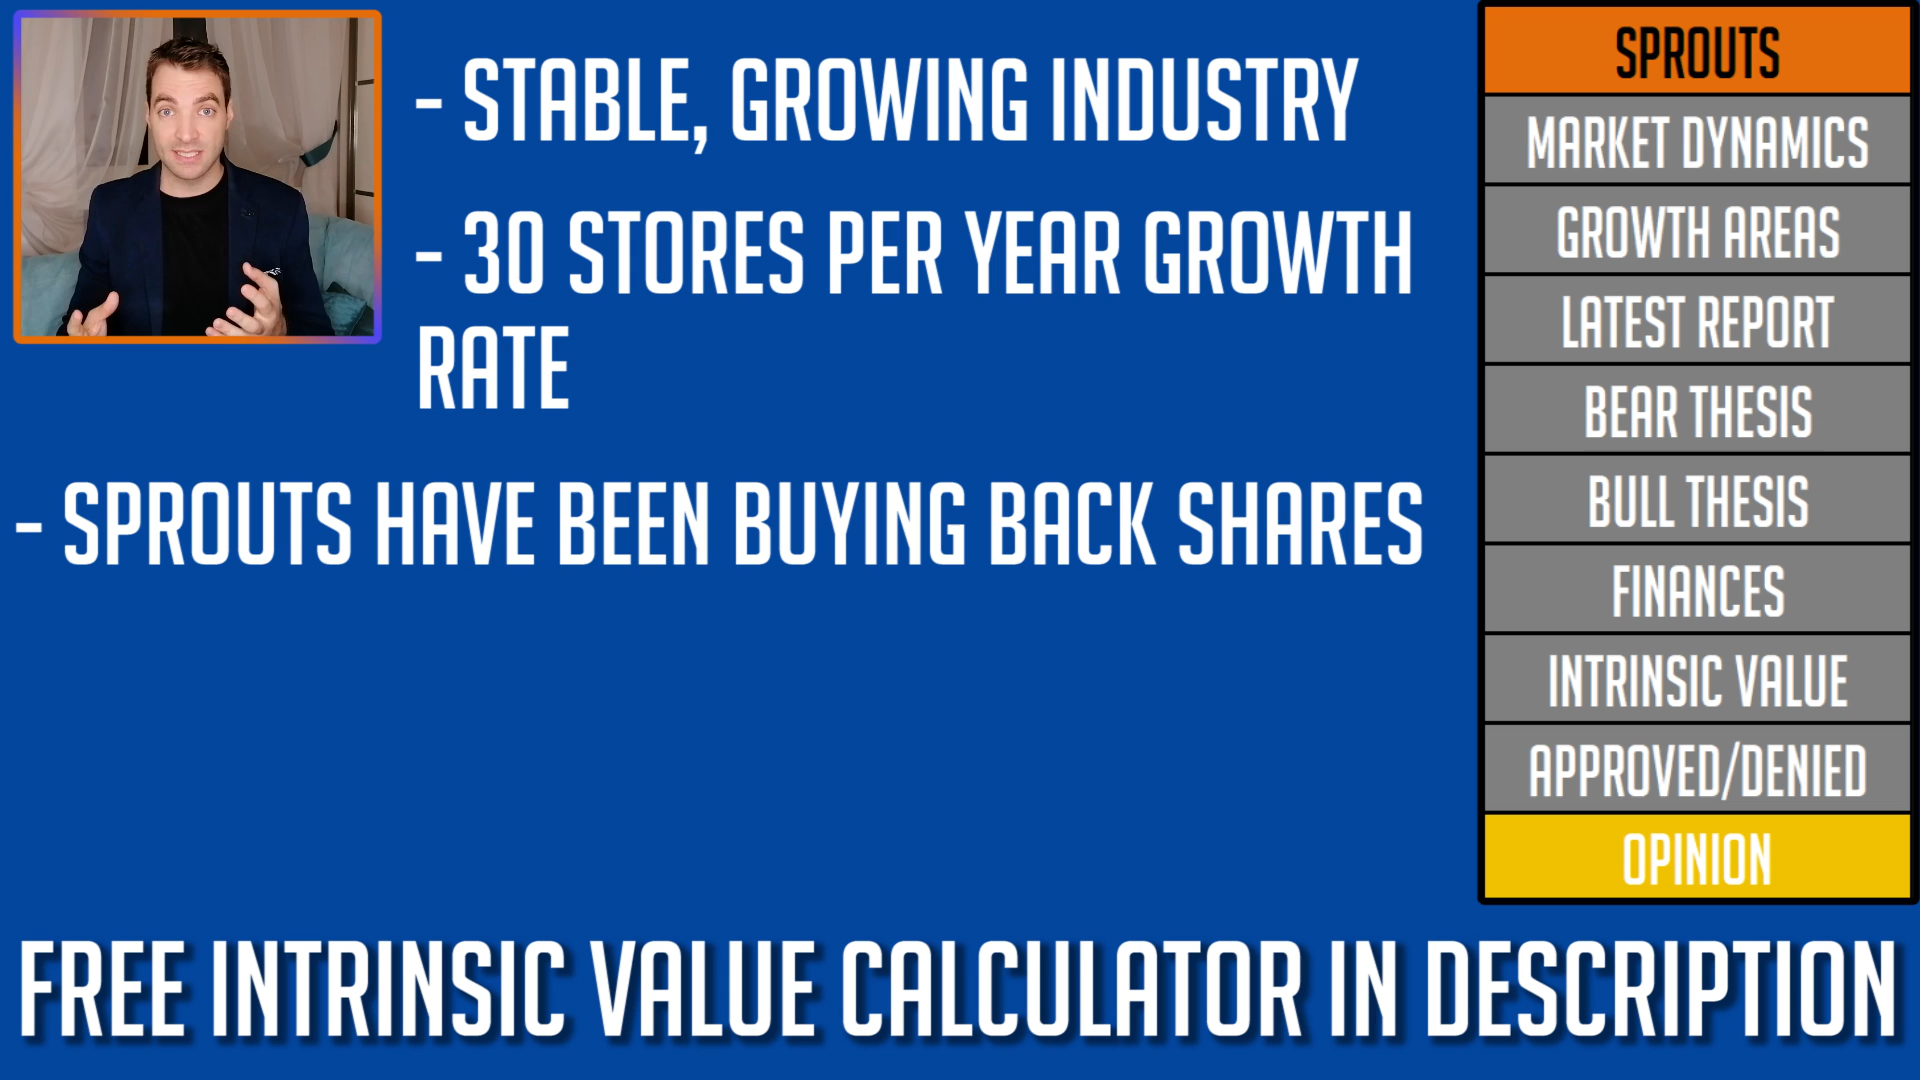 - STABLE, GROWING INDUSTRY
- 30 STORES PER YEAR GROWTH
RATE
- SPROUTS HAVE BEEN BUYING BACK SHARES
SPROUTS
MARKET DYNAMICS
GROWTH AREAS
LATEST REPORT
BEAR THESIS
BULL THESIS
FINANCES
INTRINSIC VALUE
APPROVED/DENIED
OPINION
FREE INTRINSIC VALUE CALCULATOR IN DESCRIPTION